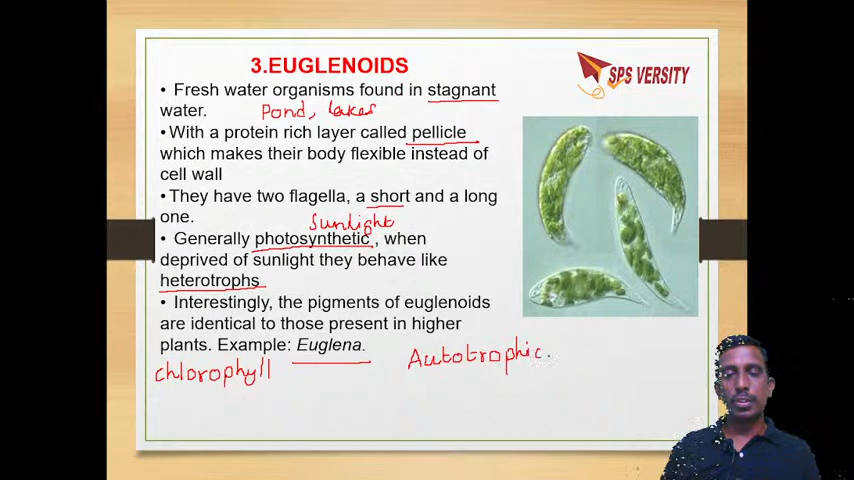 3.EUGLENOIDS
SPS VERSITY
• Fresh water organisms found in stagnant
water. Pond, lakes
•With a protein rich layer called pellicle
which makes their body flexible instead of
cell wall
•They have two flagella, a short and a long
one.
Sunlight
• Generally photosynthetic, when
deprived of sunlight they behave like
heterotrophs
• Interestingly, the pigments of euglenoids
are identical to those present in higher
plants. Example: Euglena.
chlorophyll
Autotrophic.